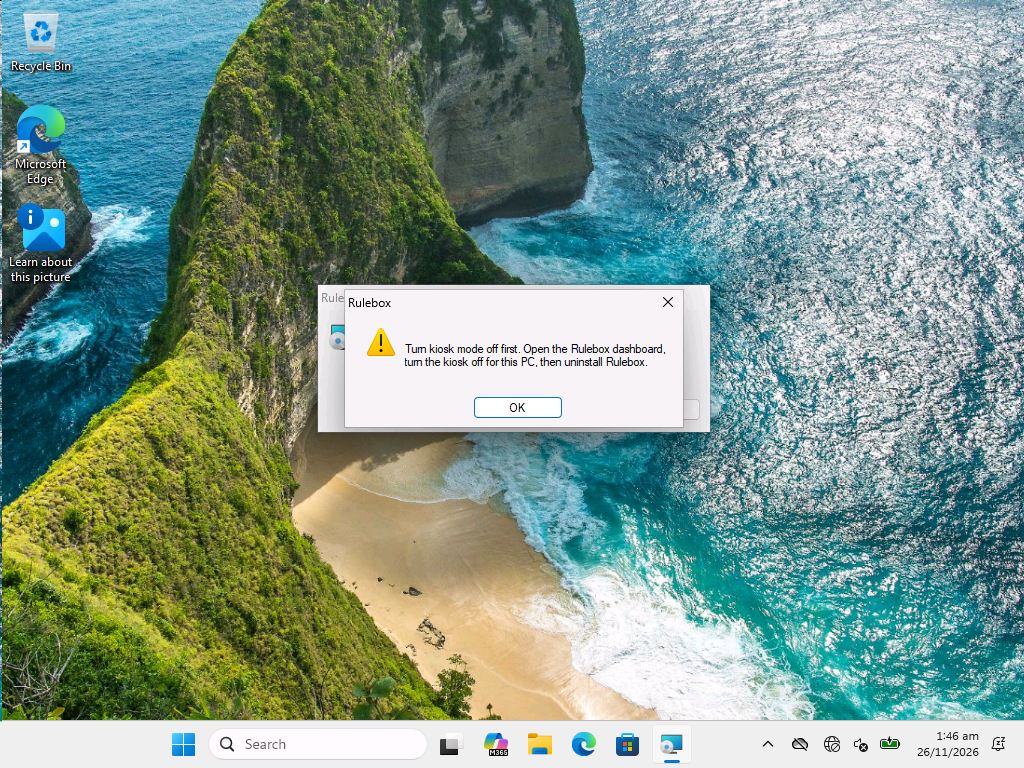 Recycle Bin
Microsoft
Edge
Learn about
this picture
Rule
Rulebox
Turn kiosk mode off first. Open the Rulebox dashboard,
turn the kiosk off for this PC, then uninstall Rulebox.
OK
Search
M365
1:46 am
26/11/2026